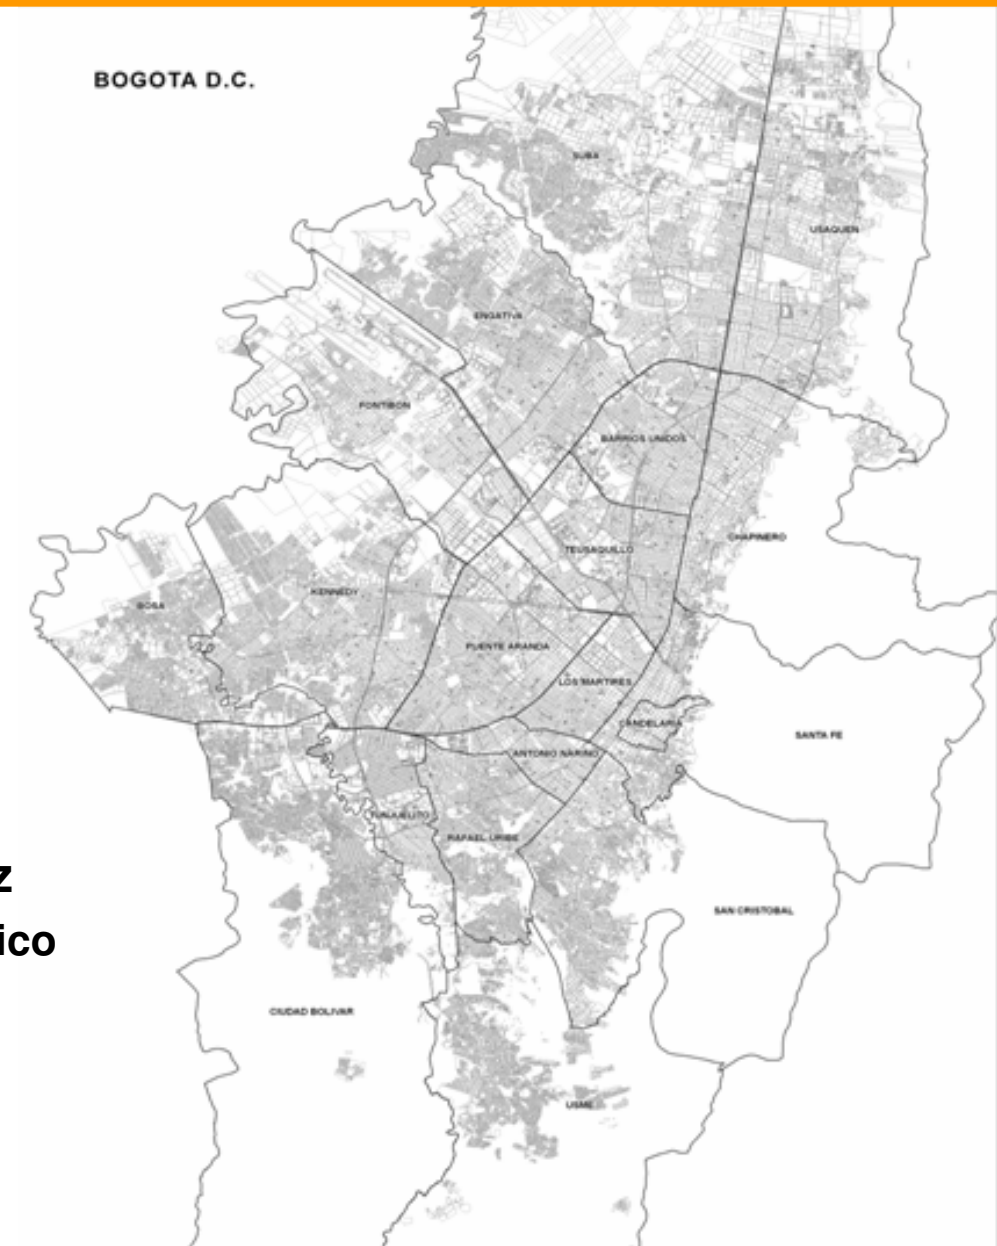 BOGOTA D.C.
SUBA
USAQUEN
ENGATIVA
FONTIBON
BARRIOS UNIDOS
CHAPINERO
TEUSAQUILLO
KENNEDY
BOSA
PUENTE ARANDA
LOS MARTIRES
CANDELARIA
SANTA FE
ANTONIO NARINO
TUNJUELITO
RAFAEL URIBE
z
SAN CRISTOBAL
ico
CIUDAD BOLIVAR
USME